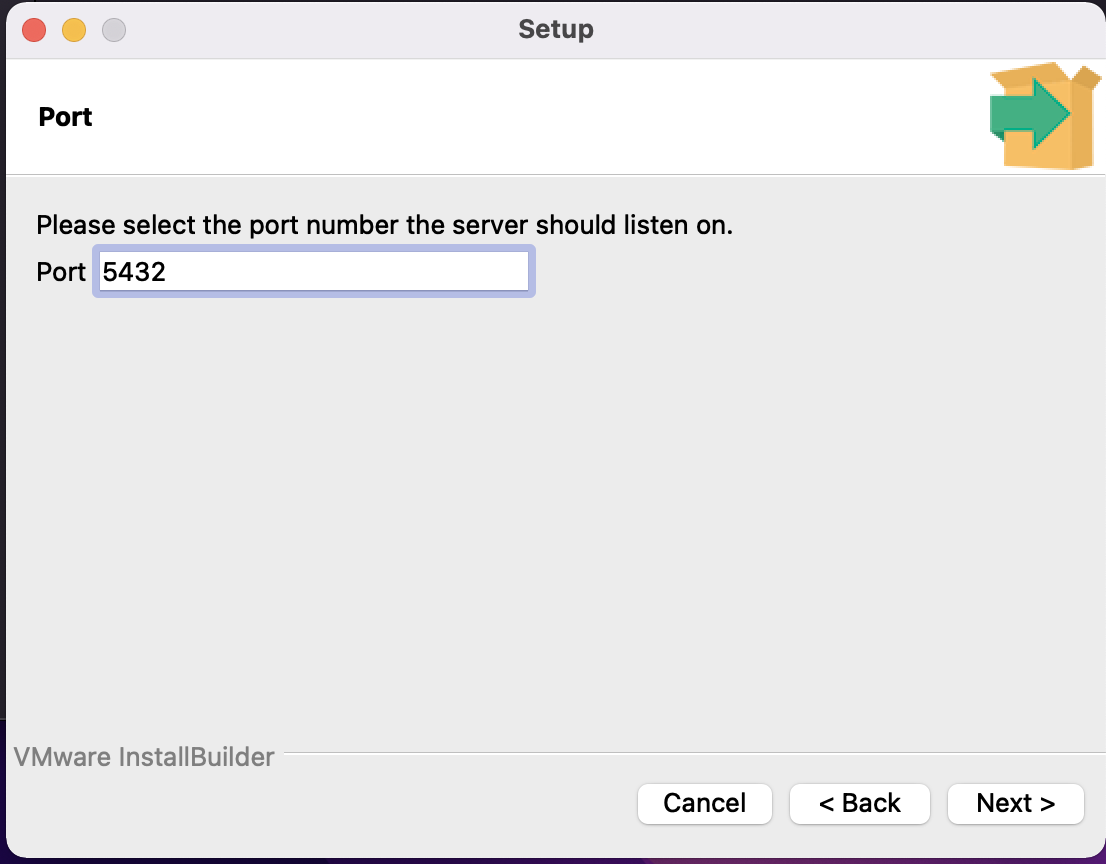 Setup
Port
Please select the port number the server should listen on.
Port 5432
VMware InstallBuilder
Cancel < Back Next >